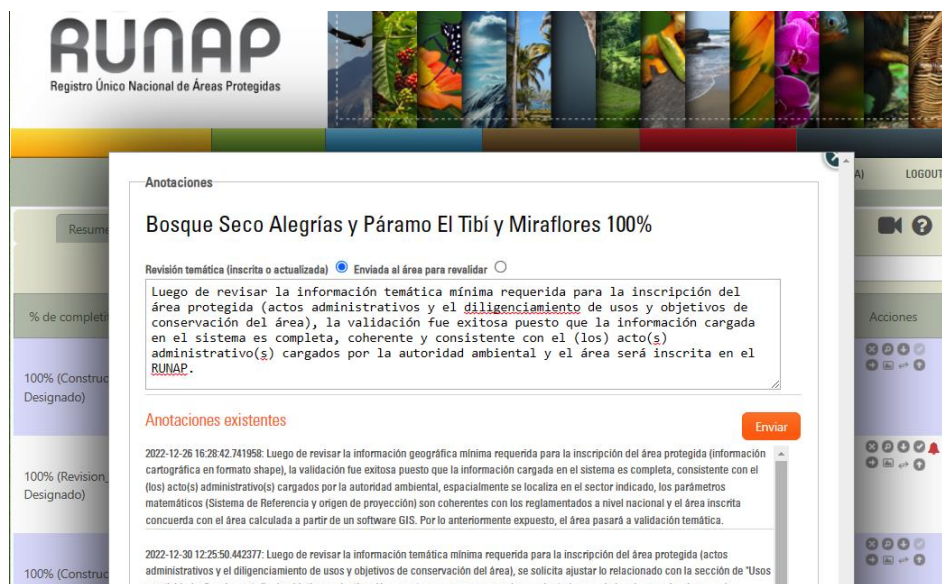 RUNAP
Registro Único Nacional de Áreas Protegidas
A)
LOGOUT
Resume
Anotaciones
Bosque Seco Alegrías y Páramo El Tibí y Miraflores 100%
Revisión temática (inscrita o actualizada) Enviada al área para revalidar
Luego de revisar la información temática mínima requerida para la inscripción del
área protegida (actos administrativos y el diligenciamiento de usos y objetivos de
conservación del área), la validación fue exitosa puesto que la información cargada
en el sistema es completa, coherente y consistente con el (los) acto(s)
administrativo(s) cargados por la autoridad ambiental y el área será inscrita en el
RUNAP.
% de completit
Acciones
100% (Construc
Designado)
Anotaciones existentes
Enviar
2022-12-26 16:28:42.741958: Luego de revisar la información geográfica mínima requerida para la inscripción del área protegida (información
cartográfica en formato shape), la validación fue exitosa puesto que la información cargada en el sistema es completa, consistente con el
(los) acto(s) administrativo(s) cargados por la autoridad ambiental, espacialmente se localiza en el sector indicado, los parámetros
matemáticos (Sistema de Referencia y origen de proyección) son coherentes con los reglamentados a nivel nacional y el área inscrita
concuerda con el área calculada a partir de un software GIS. Por lo anteriormente expuesto, el área pasará a validación temática.
100% (Revision_
Designado)
2022-12-30 12:25:50.442377: Luego de revisar la información temática mínima requerida para la inscripción del área protegida (actos
administrativos y el diligenciamiento de usos y objetivos de conservación del área), se solicita ajustar lo relacionado con la sección de "Usos
100% (Construc